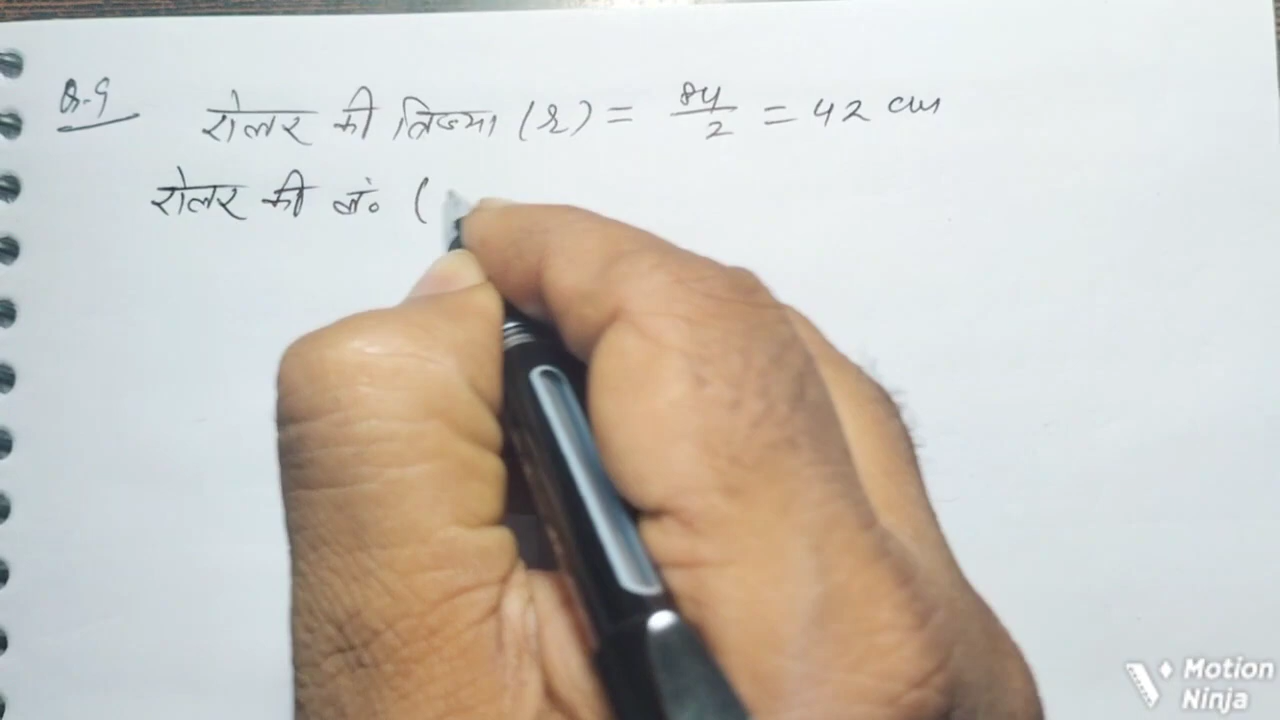 Q-9 रोलर की त्रिज्या (r) = 84/2 = 42 cm
रोलर की लं० (
Motion
Ninja